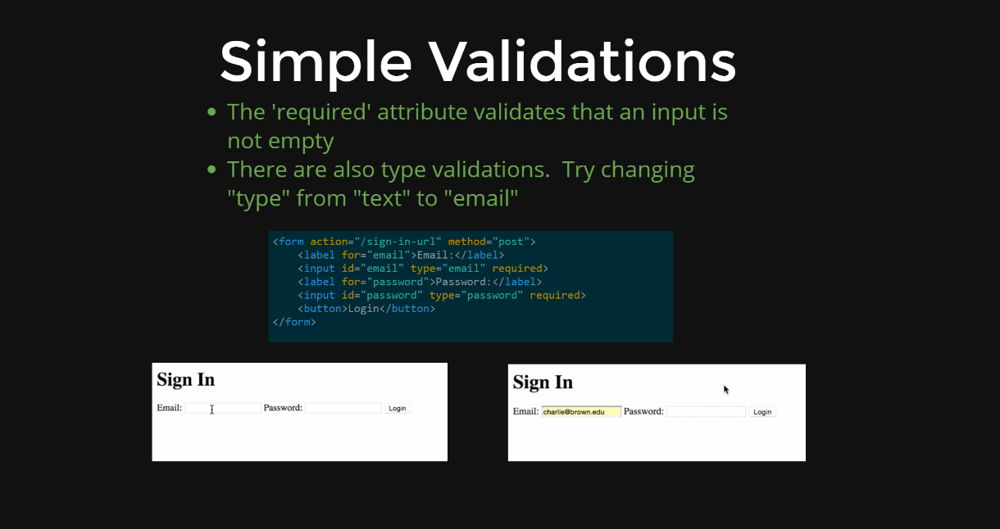 Simple Validations
• The 'required' attribute validates that an input is
not empty
• There are also type validations.  Try changing
"type" from "text" to "email"
<form action="/sign-in-url" method="post">
    <label for="email">Email:</label>
    <input id="email" type="email" required>
    <label for="password">Password:</label>
    <input id="password" type="password" required>
    <button>Login</button>
</form>
Sign In
Email: Password: Login
Sign In
Email: charlie@brown.edu Password: Login